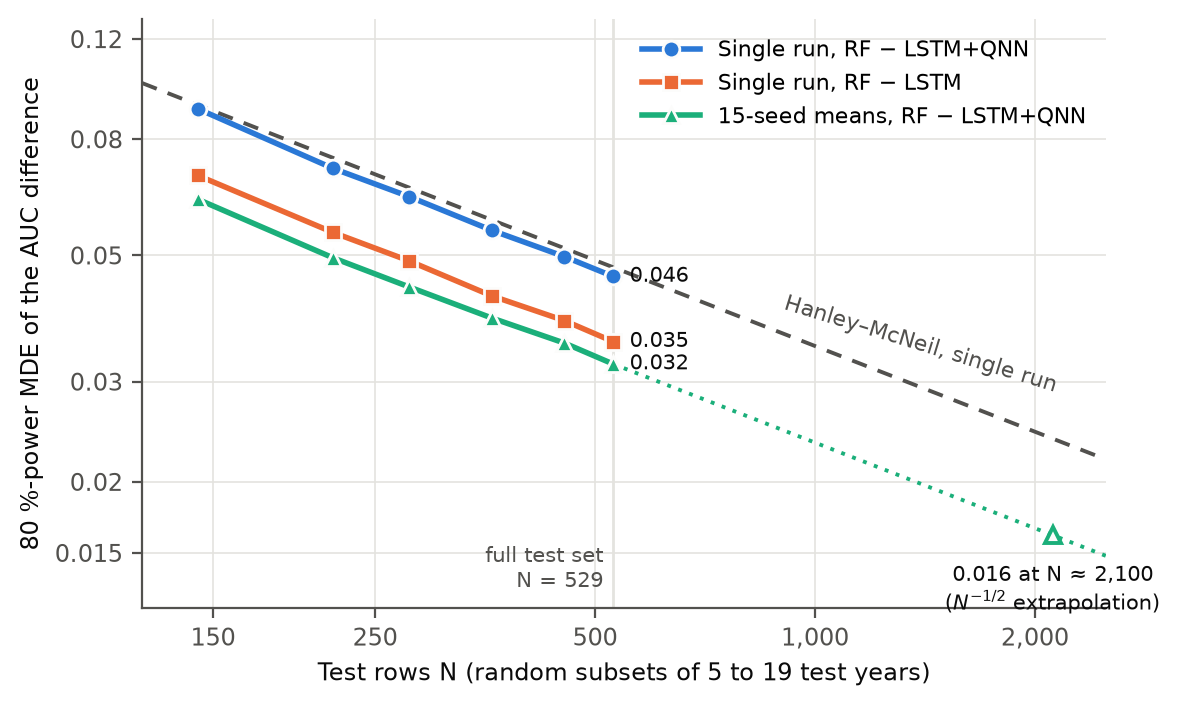 80 %-power MDE of the AUC difference
0.12
0.08
0.05
0.03
0.02
0.015
Single run, RF − LSTM+QNN
Single run, RF − LSTM
15-seed means, RF − LSTM+QNN
0.046
0.035
0.032
Hanley–McNeil, single run
full test set
N = 529
0.016 at N ≈ 2,100
(N⁻¹/² extrapolation)
150
250
500
1,000
2,000
Test rows N (random subsets of 5 to 19 test years)